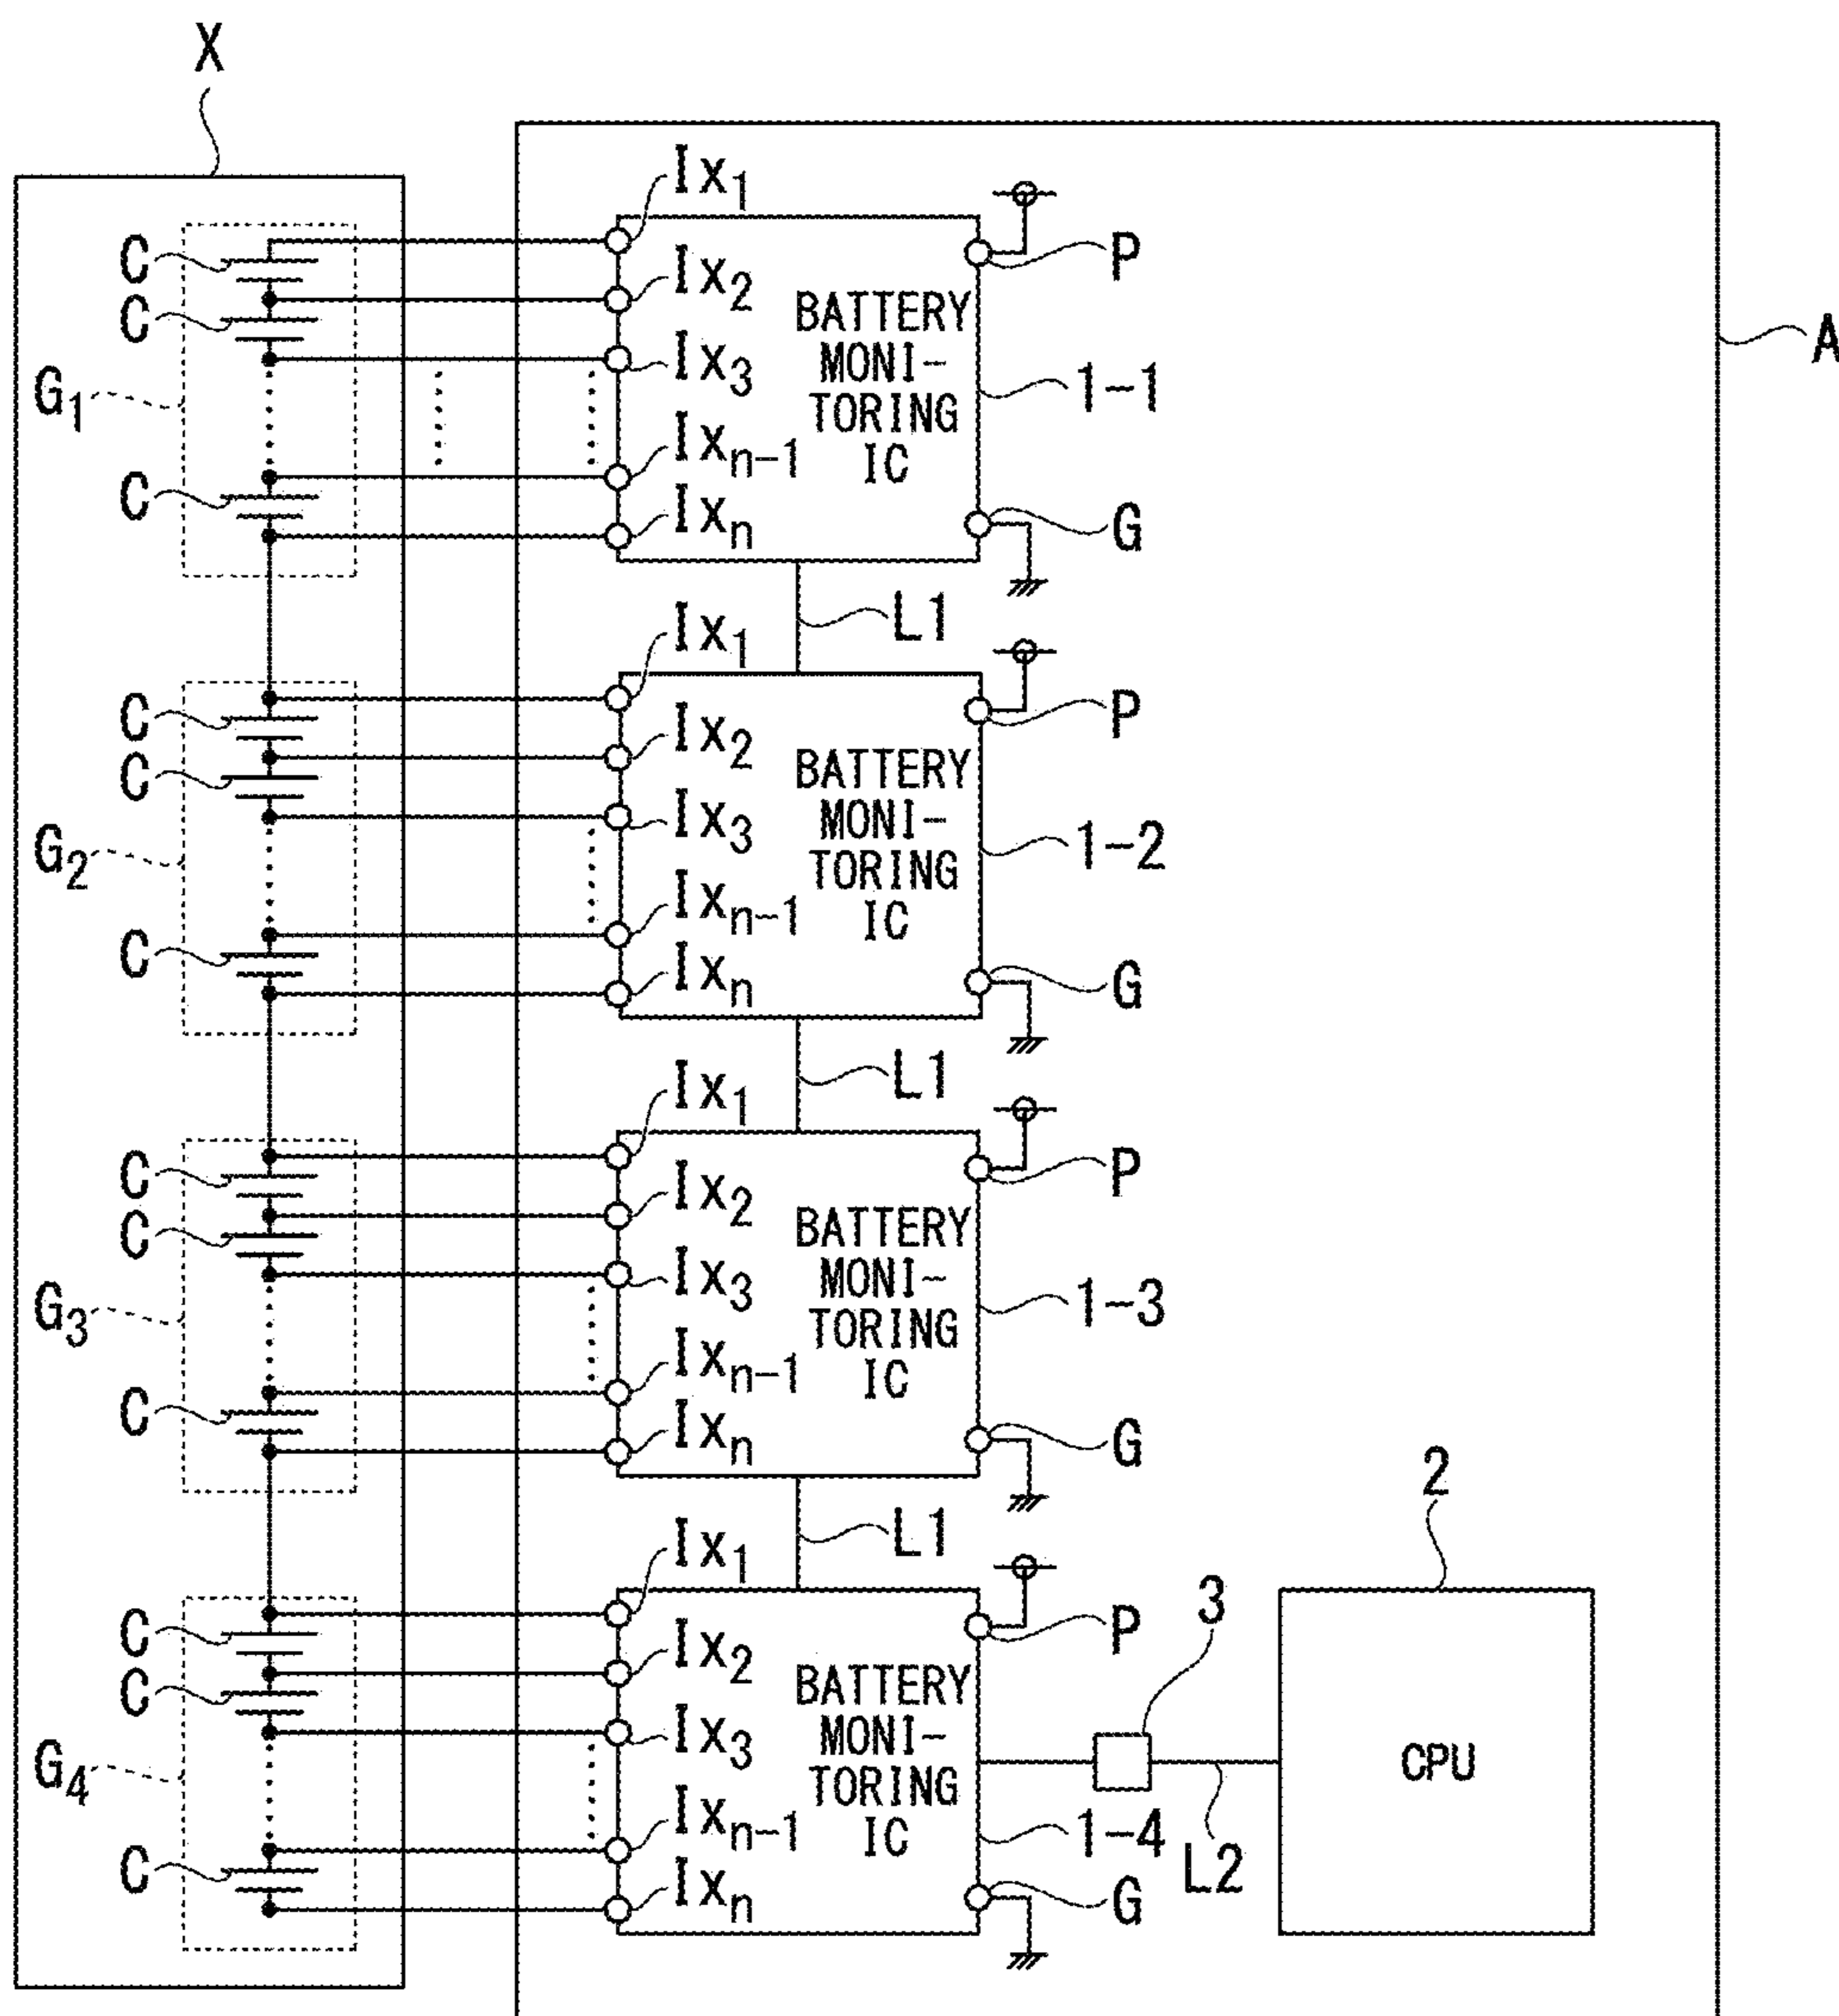 X
Ix1
C
Ix2
P
C
BATTERY
MONI-
TORING
IC
A
Ix3
G1
1-1
Ixn-1
C
Ixn
G
L1
Ix1
C
Ix2
P
C
BATTERY
MONI-
TORING
IC
Ix3
G2
1-2
Ixn-1
C
Ixn
G
L1
Ix1
C
Ix2
P
C
BATTERY
MONI-
TORING
IC
Ix3
G3
1-3
Ixn-1
C
Ixn
G
2
L1
Ix1
3
C
Ix2
P
C
BATTERY
MONI-
TORING
IC
Ix3
G4
CPU
Ixn-1
1-4
L2
C
Ixn
G